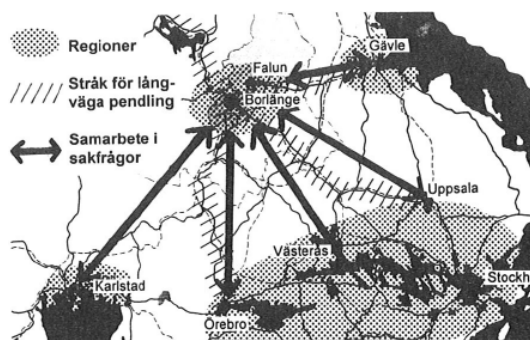 Regioner
Stråk för lång-
väga pendling
Samarbete i
sakfrågor
Gävle
Falun
Borlänge
Uppsala
Västerås
Stockh
Karlstad
Örebro